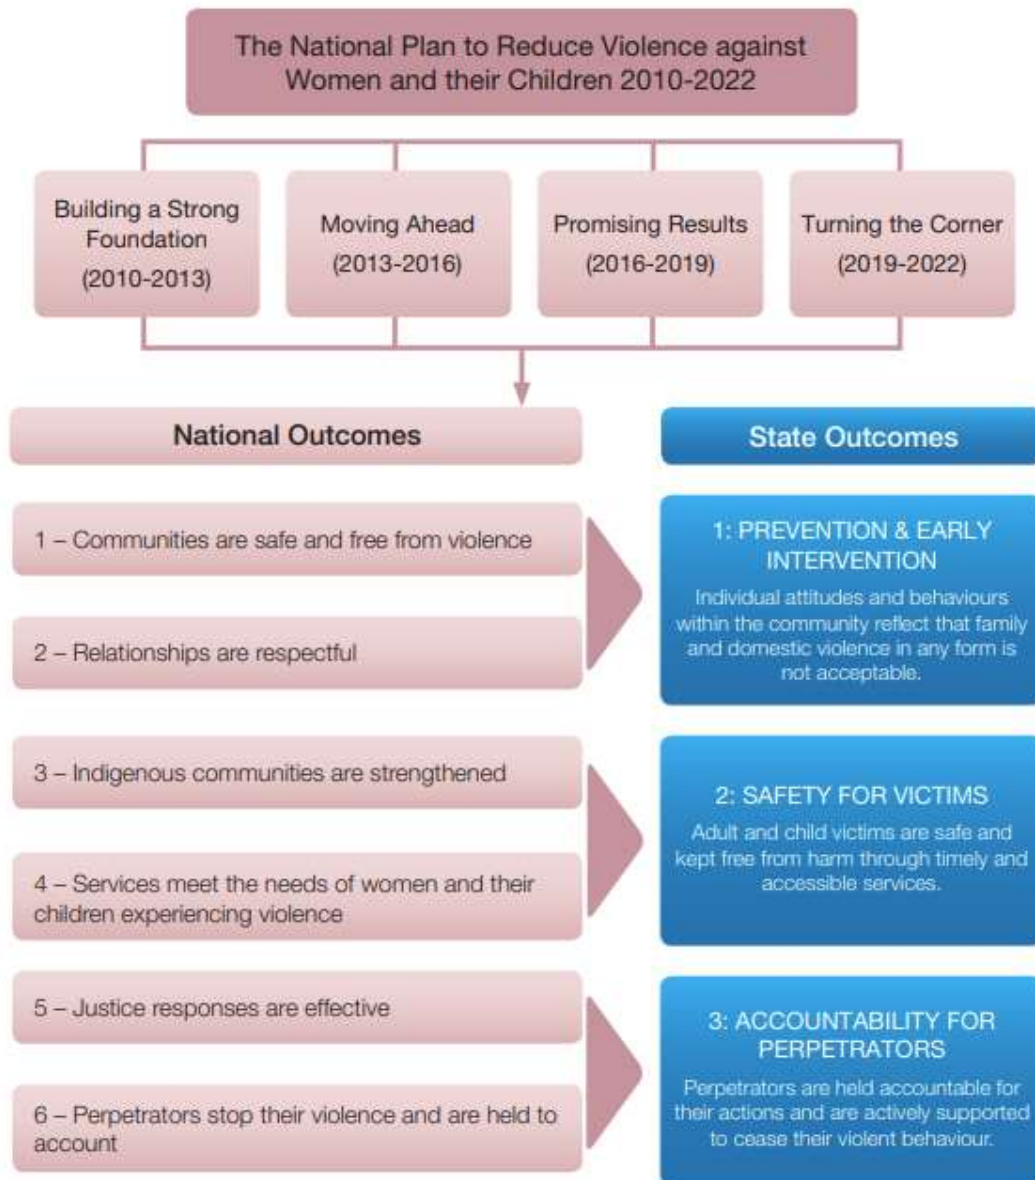 The National Plan to Reduce Violence against
Women and their Children 2010-2022
Building a Strong
Foundation
(2010-2013)
Moving Ahead
(2013-2016)
Promising Results
(2016-2019)
Turning the Corner
(2019-2022)
National Outcomes
State Outcomes
1 – Communities are safe and free from violence
2 – Relationships are respectful
1: PREVENTION & EARLY
INTERVENTION
Individual attitudes and behaviours
within the community reflect that family
and domestic violence in any form is
not acceptable.
3 – Indigenous communities are strengthened
4 – Services meet the needs of women and their
children experiencing violence
2: SAFETY FOR VICTIMS
Adult and child victims are safe and
kept free from harm through timely and
accessible services.
5 – Justice responses are effective
6 – Perpetrators stop their violence and are held to
account
3: ACCOUNTABILITY FOR
PERPETRATORS
Perpetrators are held accountable for
their actions and are actively supported
to cease their violent behaviour.